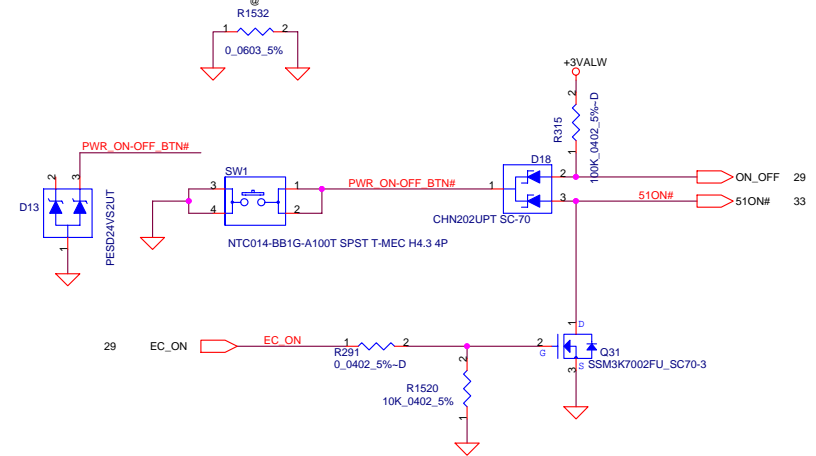 @
R1532
1 2
0_0603_5%
+3VALW
2
R315
100K_0402_5%~D
1
PWR_ON-OFF_BTN#
2 3
D13
1
PESD24VS2UT
SW1
3 1
4 2
PWR_ON-OFF_BTN#
NTC014-BB1G-A100T SPST T-MEC H4.3 4P
D18
1 2
3
CHN202UPT SC-70
ON_OFF 29
51ON# 51ON# 33
29 EC_ON EC_ON
1 2
R291
0_0402_5%~D
2
R1520
10K_0402_5%
1
1
D
2
G
Q31
S
SSM3K7002FU_SC70-3
3